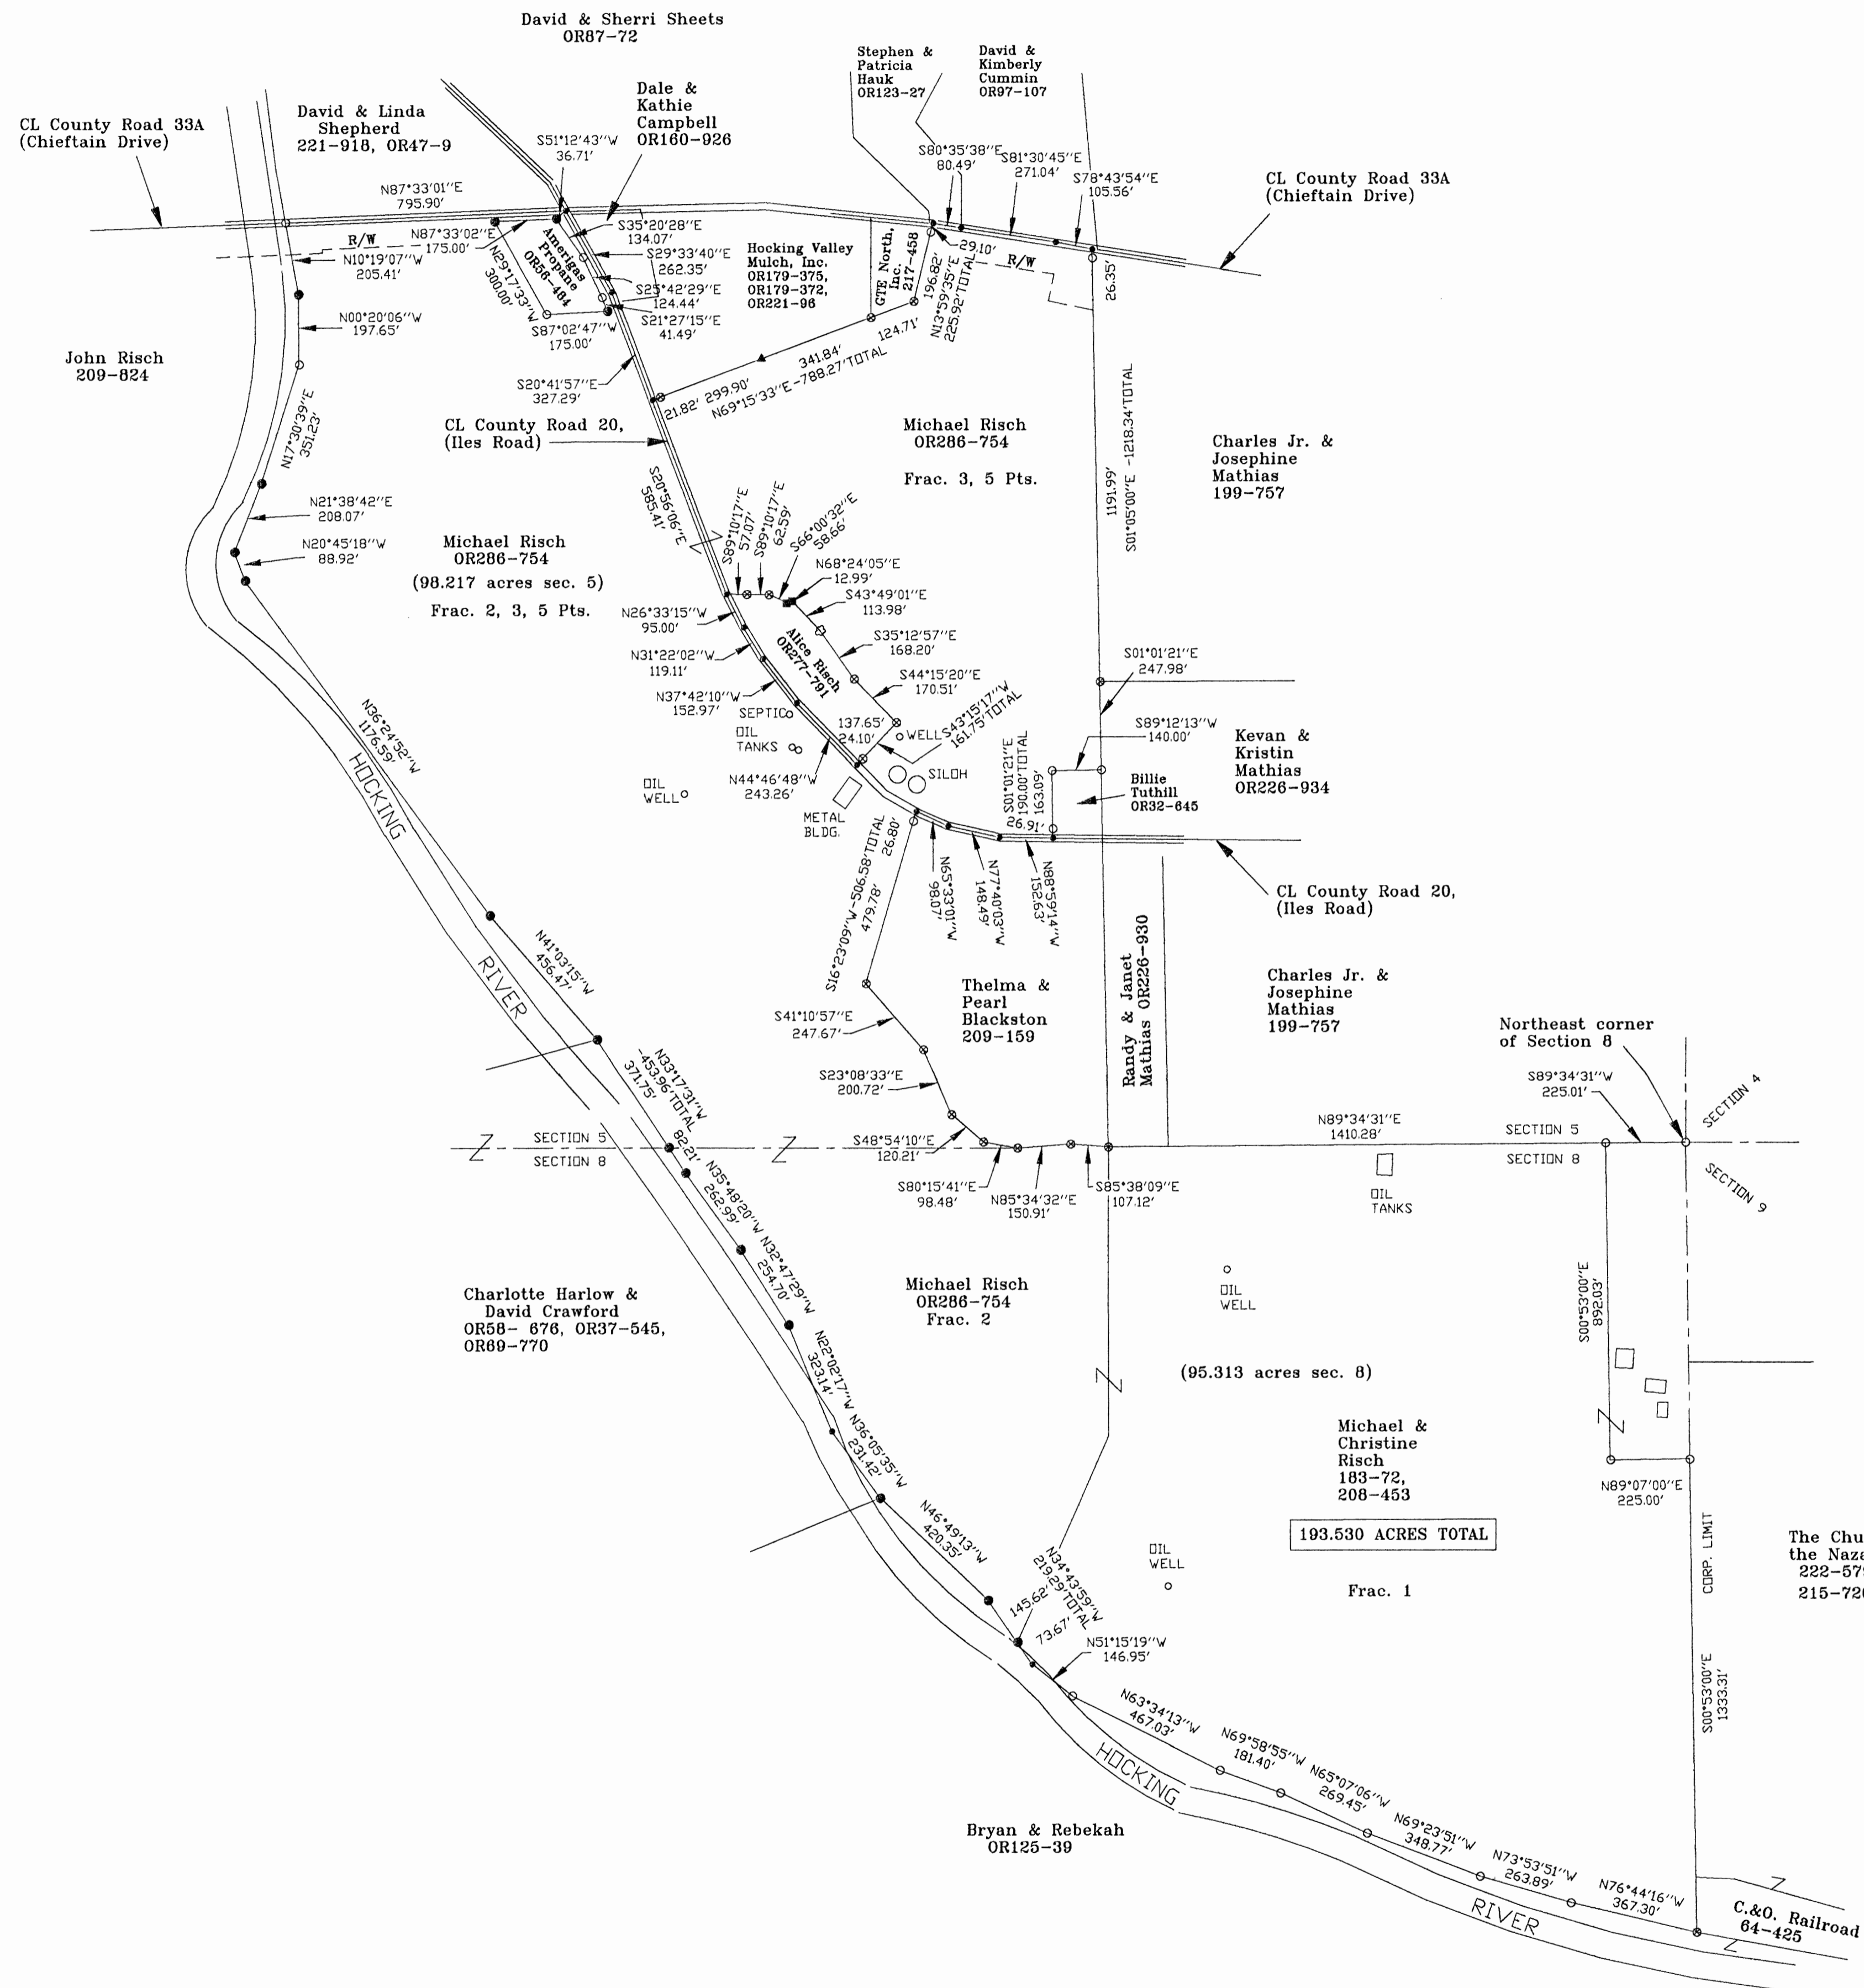 David & Sherri Sheets
OR87-72
Stephen &
Patricia
Hauk
OR123-27
David &
Kimberly
Cummin
OR97-107
Dale &
Kathie
Campbell
OR160-926
David & Linda
Shepherd
221-918, OR47-9
CL County Road 33A
(Chieftain Drive)
S51°12'43''W
36.71'
S80°35'38''E
80.49'
S81°30'45''E
271.04'
S78°43'54''E
105.56'
CL County Road 33A
(Chieftain Drive)
N87°33'01''E
795.90'
R/W
N87°33'02''E
175.00'
N10°19'07''W
205.41'
N29°17'33''W
300.00'
Amerigas
Propane
OR56-484
S35°20'28''E
134.07'
S29°33'40''E
262.35'
S25°42'29''E
124.44'
S21°27'15''E
41.49'
S87°02'47''W
175.00'
Hocking Valley
Mulch, Inc.
OR179-375,
OR179-372,
OR221-96
GTE North,
Inc.
217-458
29.10'
196.82'
N13°59'35''E
225.92'TOTAL
R/W
26.35'
N00°20'06''W
197.65'
John Risch
209-824
S20°41'57''E
327.29'
124.71'
341.84'
21.82' 299.90'
N69°15'33''E -788.27'TOTAL
CL County Road 20,
(Iles Road)
N17°30'39''E
351.23'
Michael Risch
OR286-754
Frac. 3, 5 Pts.
1191.99'
S01°05'00''E -1218.34'TOTAL
Charles Jr. &
Josephine
Mathias
199-757
N21°38'42''E
208.07'
N20°45'18''W
88.92'
Michael Risch
OR286-754
(98.217 acres sec. 5)
Frac. 2, 3, 5 Pts.
S20°56'06''E
585.41'
S89°10'17''E
57.07'
S89°10'17''E
62.59'
S66°00'32''E
58.66'
N68°24'05''E
12.99'
S43°49'01''E
113.98'
N26°33'15''W
95.00'
Alice Risch
OR277-791
S35°12'57''E
168.20'
N31°22'02''W
119.11'
S44°15'20''E
170.51'
N37°42'10''W
152.97'
S43°15'17''W
161.75'TOTAL
SEPTIC
137.65'
24.10'
WELL
OIL
TANKS
SILOH
N44°46'48''W
243.26'
OIL
WELL
METAL
BLDG.
S01°01'21''E
247.98'
S89°12'13''W
140.00'
Kevan &
Kristin
Mathias
OR226-934
Billie
Tuthill
OR32-645
S01°01'21''E
190.00'TOTAL
163.09'
26.91'
N36°24'52''W
1176.59'
HOCKING
S16°23'09''W-506.58'TOTAL
26.80'
479.78'
N65°33'01''W
98.07'
N77°40'03''W
148.49'
N88°59'14''W
152.63'
CL County Road 20,
(Iles Road)
N41°03'15''W
456.47'
RIVER
Randy & Janet
Mathias OR226-930
Thelma &
Pearl
Blackston
209-159
S41°10'57''E
247.67'
Charles Jr. &
Josephine
Mathias
199-757
Northeast corner
of Section 8
N33°17'31''W
-453.96'TOTAL
371.75'
82.21'
S23°08'33''E
200.72'
S89°34'31''W
225.01'
SECTION 4
N89°34'31''E
1410.28'
SECTION 5
SECTION 8
SECTION 5
SECTION 8
S48°54'10''E
120.21'
S80°15'41''E
98.48'
N85°34'32''E
150.91'
S85°38'09''E
107.12'
OIL
TANKS
SECTION 9
N35°48'20''W
262.99'
N32°47'29''W
254.70'
Charlotte Harlow &
David Crawford
OR58- 676, OR37-545,
OR69-770
Michael Risch
OR286-754
Frac. 2
OIL
WELL
S00°53'00''E
892.03'
N22°02'17''W
323.14'
(95.313 acres sec. 8)
N36°05'35''W
231.42'
Michael &
Christine
Risch
183-72,
208-453
N89°07'00''E
225.00'
193.530 ACRES TOTAL
CORP. LIMIT
N46°49'13''W
420.35'
OIL
WELL
Frac. 1
The Chu
the Naza
222-57
215-72
N34°43'59''W
219.29'TOTAL
145.62'
73.67'
N51°15'19''W
146.95'
S00°53'00''E
1333.31'
N63°34'13''W
467.03'
N69°58'55''W
181.40'
N65°07'06''W
269.45'
HOCKING
Bryan & Rebekah
OR125-39
N69°23'51''W
348.77'
N73°53'51''W
263.89'
N76°44'16''W
367.30'
RIVER
C.&O. Railroad
64-425